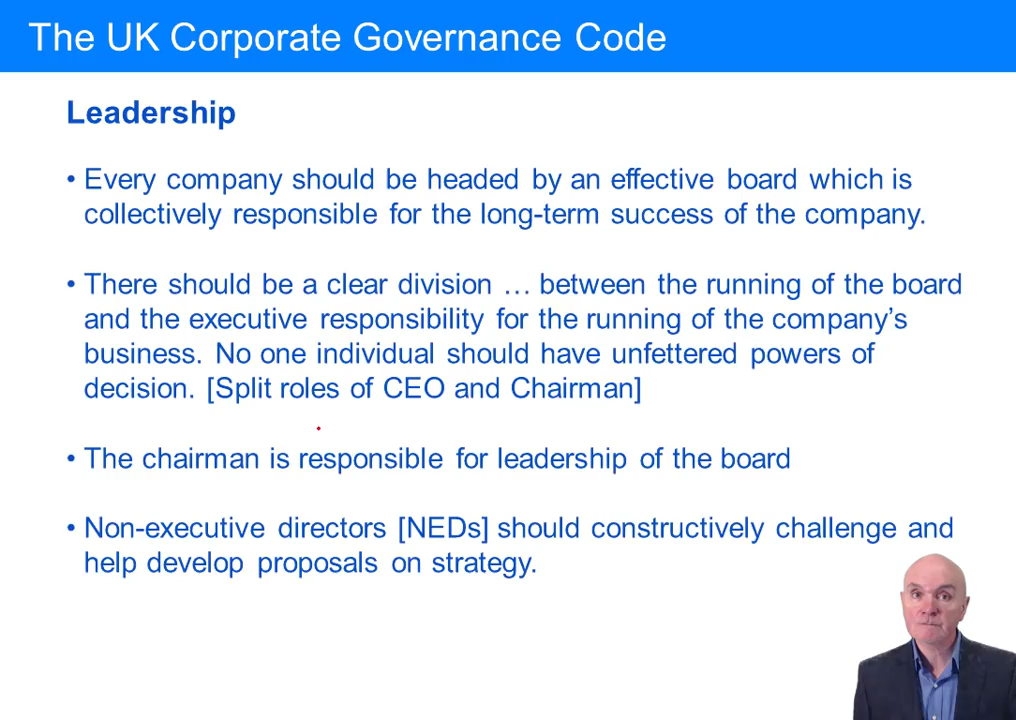 The UK Corporate Governance Code
Leadership
• Every company should be headed by an effective board which is
collectively responsible for the long-term success of the company.
• There should be a clear division … between the running of the board
and the executive responsibility for the running of the company’s
business. No one individual should have unfettered powers of
decision. [Split roles of CEO and Chairman]
• The chairman is responsible for leadership of the board
• Non-executive directors [NEDs] should constructively challenge and
help develop proposals on strategy.